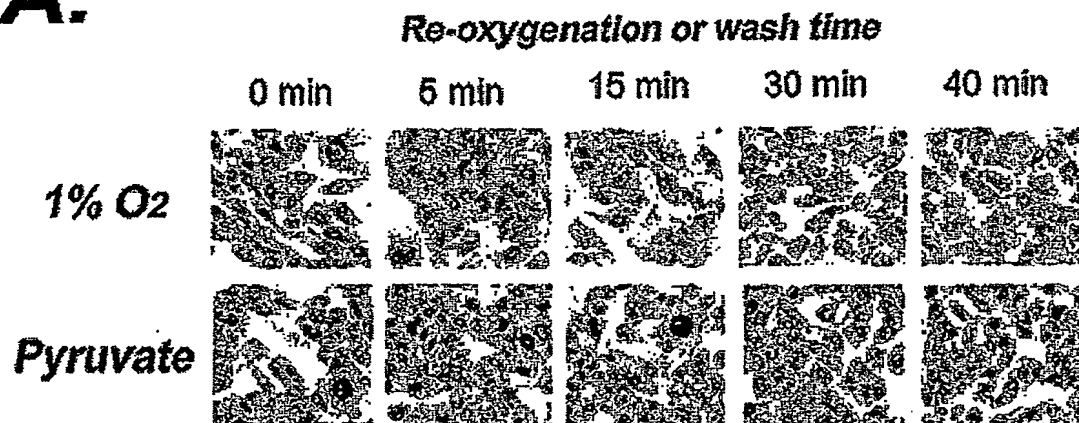 A.
Re-oxygenation or wash time
0 min 5 min 15 min 30 min 40 min
1% O2
Pyruvate